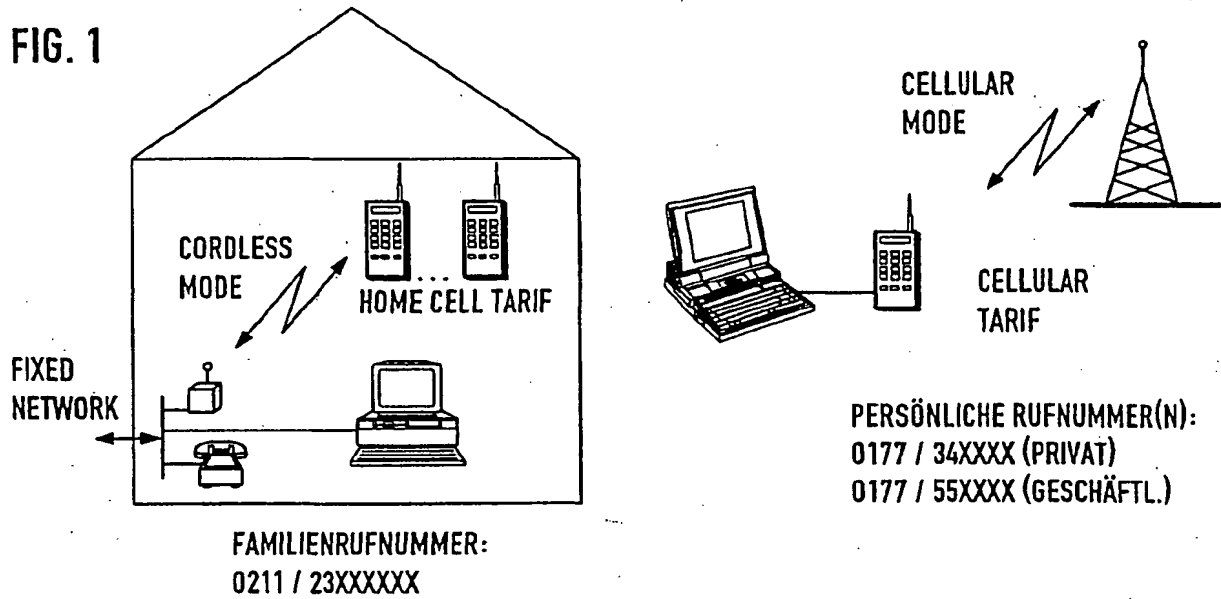 FIG. 1
CORDLESS
MODE
HOME CELL TARIF
FIXED
NETWORK
FAMILIENRUFNUMMER:
0211 / 23XXXXXX
CELLULAR
MODE
CELLULAR
TARIF
PERSÖNLICHE RUFNUMMER(N):
0177 / 34XXXX (PRIVAT)
0177 / 55XXXX (GESCHÄFTL.)